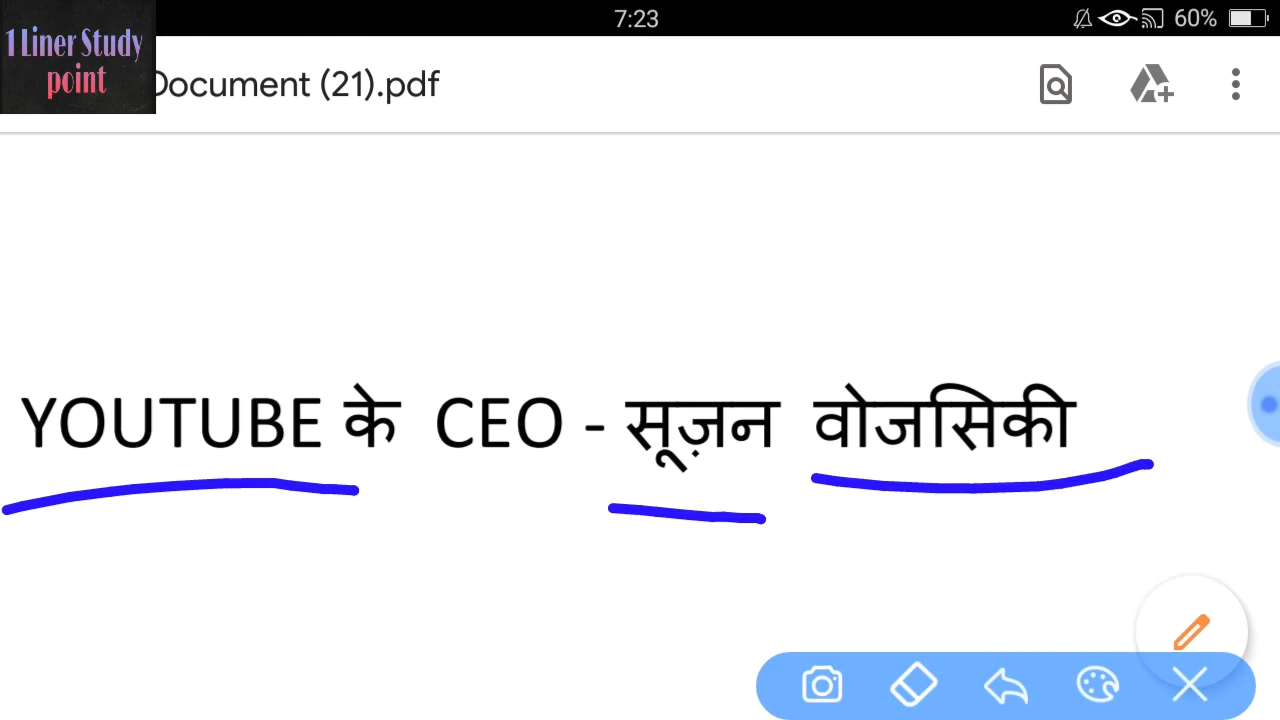 7:23
60%
1 Liner Study
point
Document (21).pdf
YOUTUBE के CEO - सूज़न वोजसिकी